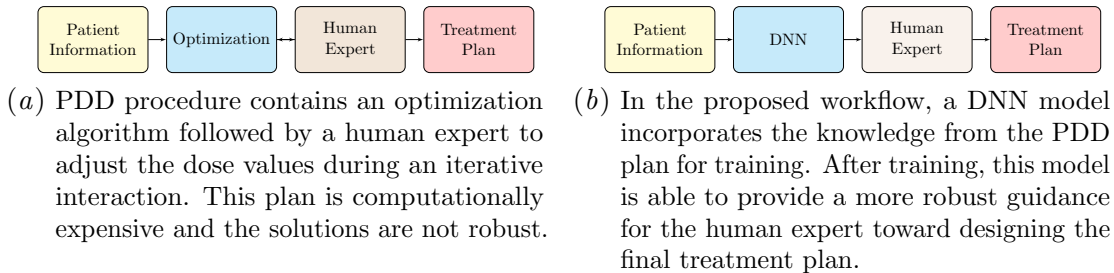 Patient
Information
Optimization
Human
Expert
Treatment
Plan
(a) PDD procedure contains an optimization
algorithm followed by a human expert to
adjust the dose values during an iterative
interaction. This plan is computationally
expensive and the solutions are not robust.
Patient
Information
DNN
Human
Expert
Treatment
Plan
(b) In the proposed workflow, a DNN model
incorporates the knowledge from the PDD
plan for training. After training, this model
is able to provide a more robust guidance
for the human expert toward designing the
final treatment plan.